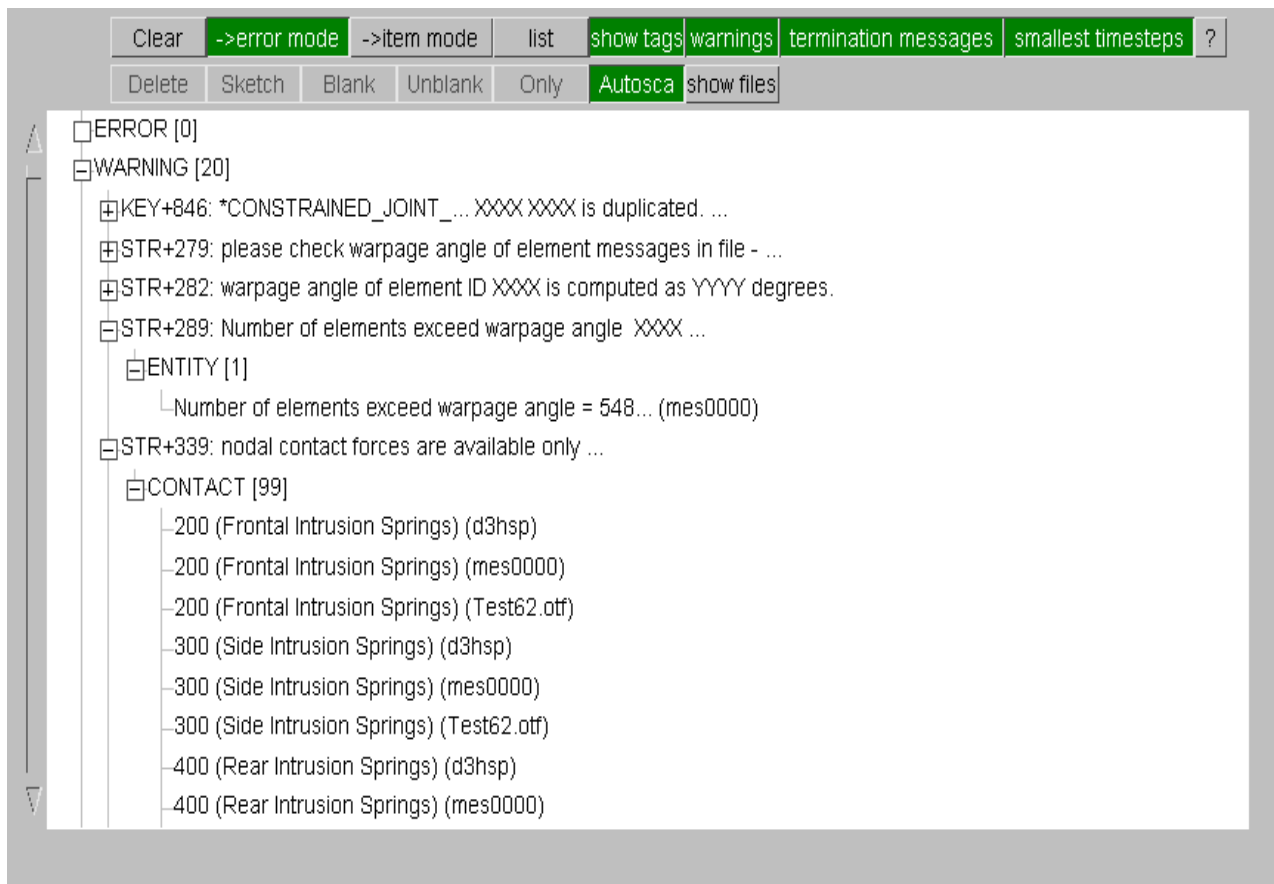 Clear ->error mode ->item mode list show tags warnings termination messages smallest timesteps ?
Delete Sketch Blank Unblank Only Autosca show files
ERROR [0]
WARNING [20]
KEY+846: *CONSTRAINED_JOINT_... XXXX XXXX is duplicated. ...
STR+279: please check warpage angle of element messages in file - ...
STR+282: warpage angle of element ID XXXX is computed as YYYY degrees.
STR+289: Number of elements exceed warpage angle XXXX ...
ENTITY [1]
Number of elements exceed warpage angle = 548... (mes0000)
STR+339: nodal contact forces are available only ...
CONTACT [99]
200 (Frontal Intrusion Springs) (d3hsp)
200 (Frontal Intrusion Springs) (mes0000)
200 (Frontal Intrusion Springs) (Test62.otf)
300 (Side Intrusion Springs) (d3hsp)
300 (Side Intrusion Springs) (mes0000)
300 (Side Intrusion Springs) (Test62.otf)
400 (Rear Intrusion Springs) (d3hsp)
400 (Rear Intrusion Springs) (mes0000)